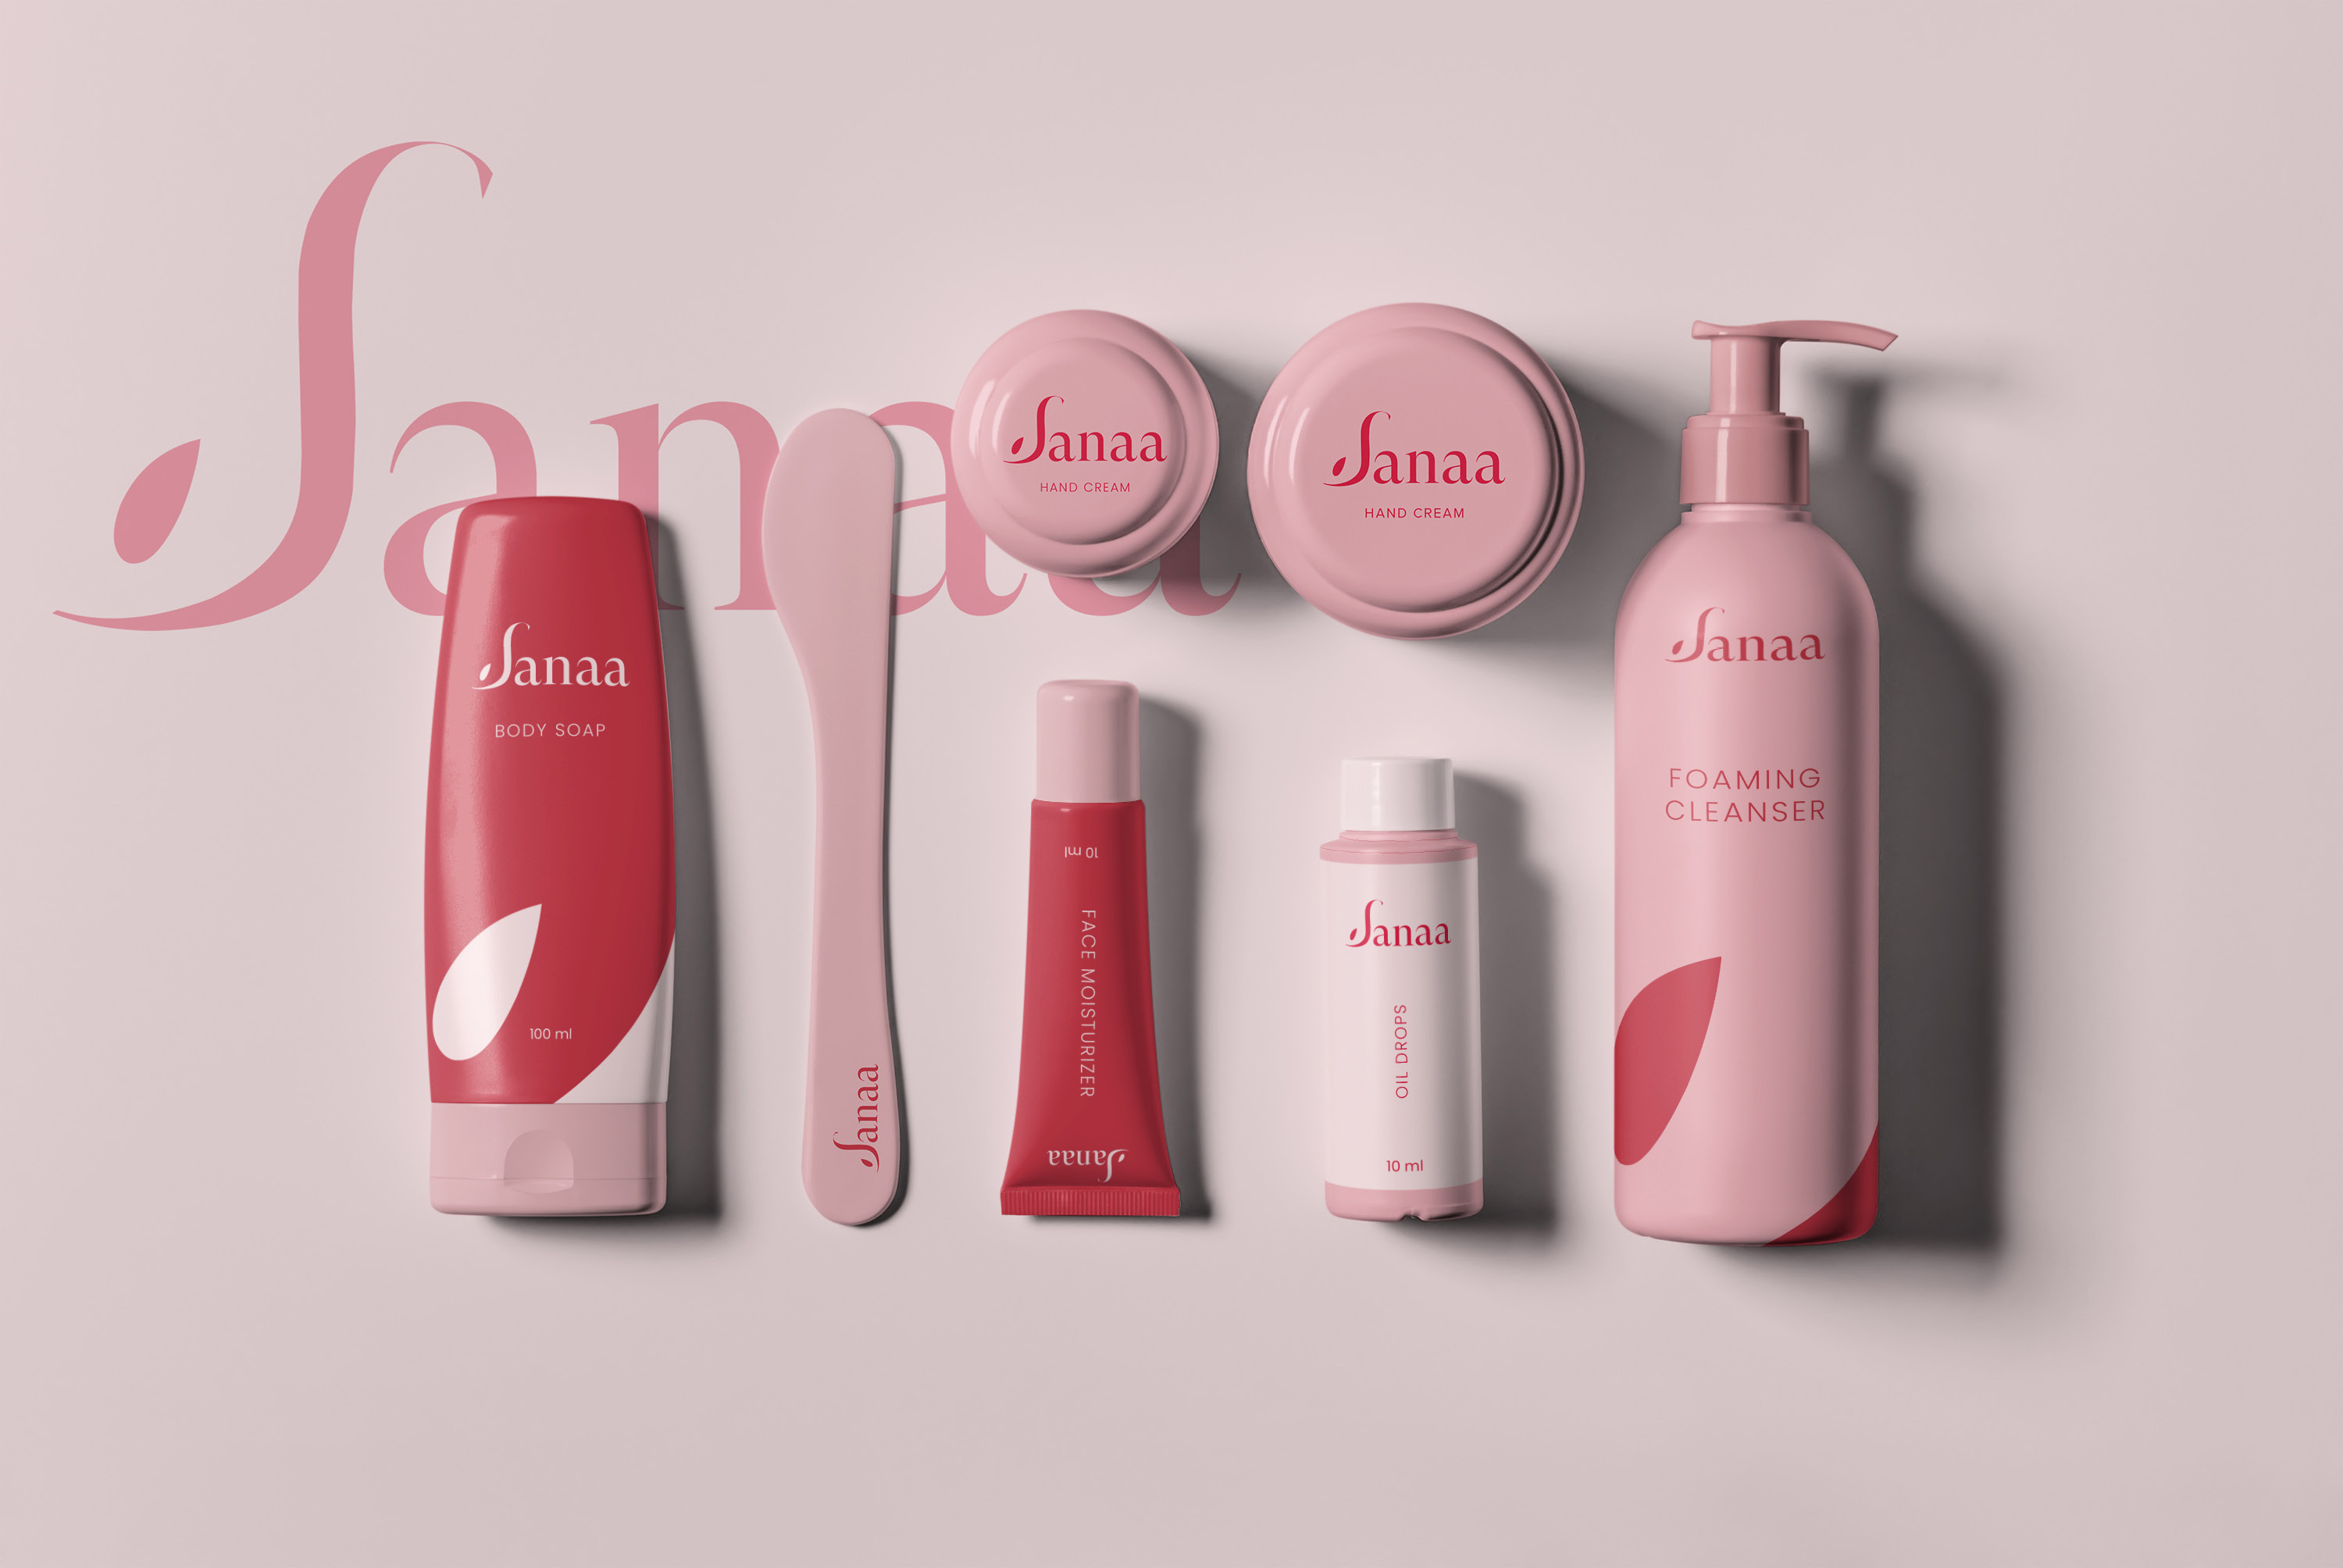 Sanaa
Sanaa
HAND CREAM
Sanaa
HAND CREAM
Sanaa
BODY SOAP
100 ml
Sanaa
10 ml
FACE MOISTURIZER
Sanaa
Sanaa
OIL DROPS
10 ml
Sanaa
FOAMING
CLEANSER